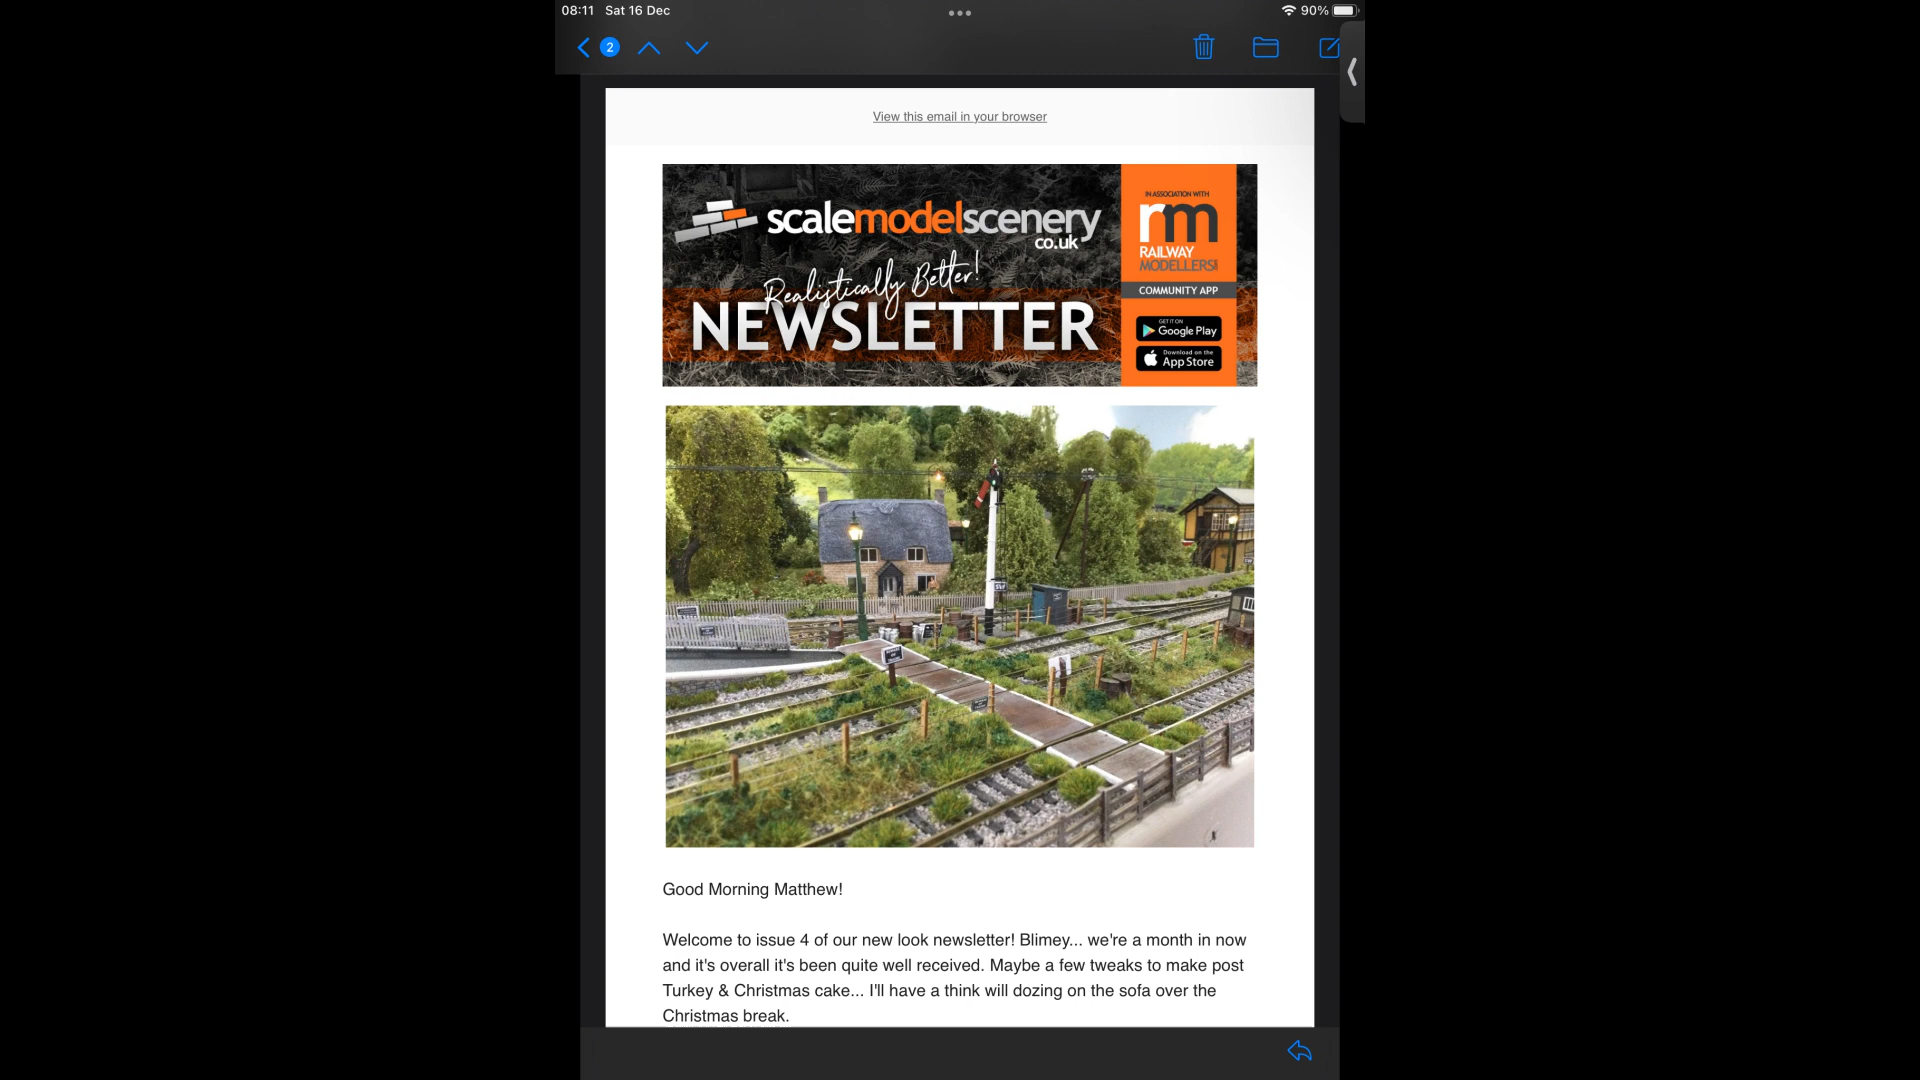 08:11 Sat 16 Dec
90%
2
View this email in your browser
scalemodelscenery
co.uk
Realistically Better!
NEWSLETTER
IN ASSOCIATION WITH
rm
RAILWAY
MODELLERS
COMMUNITY APP
GET IT ON
Google Play
Download on the
App Store
Good Morning Matthew!
Welcome to issue 4 of our new look newsletter! Blimey... we're a month in now
and it's overall it's been quite well received. Maybe a few tweaks to make post
Turkey & Christmas cake... I'll have a think will dozing on the sofa over the
Christmas break.